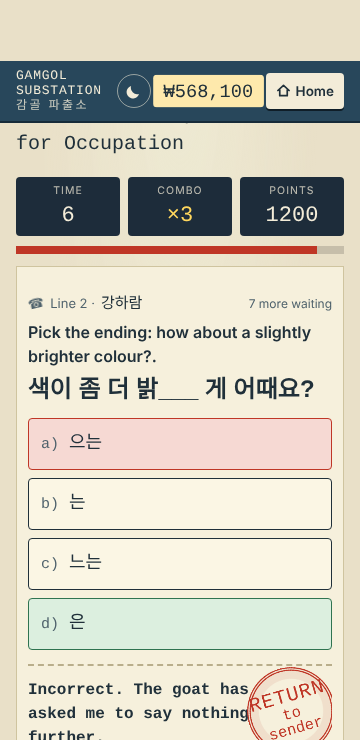 GAMGOL
SUBSTATION
감골 파출소
₩568,100
Home
for Occupation
TIME
6
COMBO
×3
POINTS
1200
☎ Line 2 · 강하람
7 more waiting
Pick the ending: how about a slightly
brighter colour?.
색이 좀 더 밝___ 게 어때요?
a) 으는
b) 는
c) 느는
d) 은
Incorrect. The goat has
asked me to say nothing
further.
RETURN
to
sender